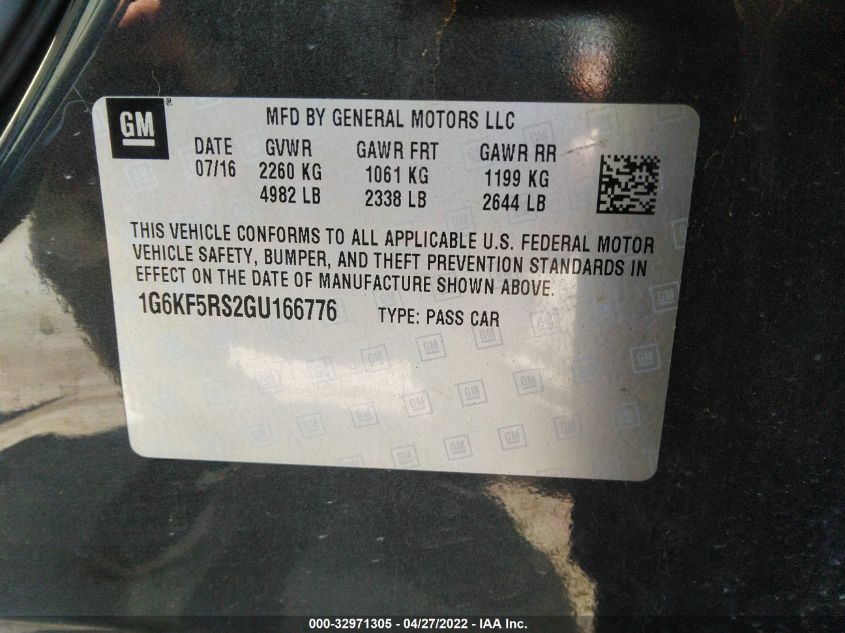 GM® MFD BY GENERAL MOTORS LLC
DATE GVWR GAWR FRT GAWR RR
07/16 2260 KG 1061 KG 1199 KG
4982 LB 2338 LB 2644 LB
THIS VEHICLE CONFORMS TO ALL APPLICABLE U.S. FEDERAL MOTOR
VEHICLE SAFETY, BUMPER, AND THEFT PREVENTION STANDARDS IN
EFFECT ON THE DATE OF MANUFACTURE SHOWN ABOVE.
1G6KF5RS2GU166776 TYPE: PASS CAR
000-32971305 - 04/27/2022 - IAA Inc.